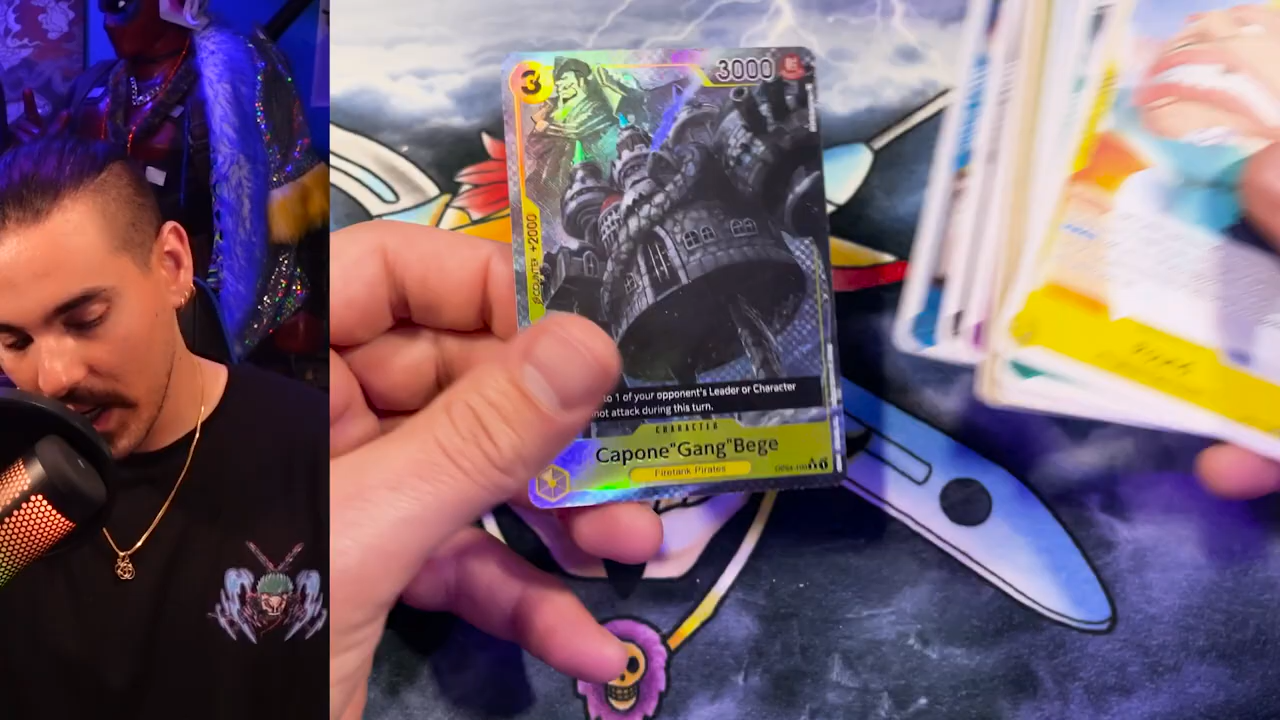 3
3000
COUNTER +2000
to 1 of your opponent's Leader or Character
not attack during this turn.
CHARACTER
Capone"Gang"Bege
Firetank Pirates